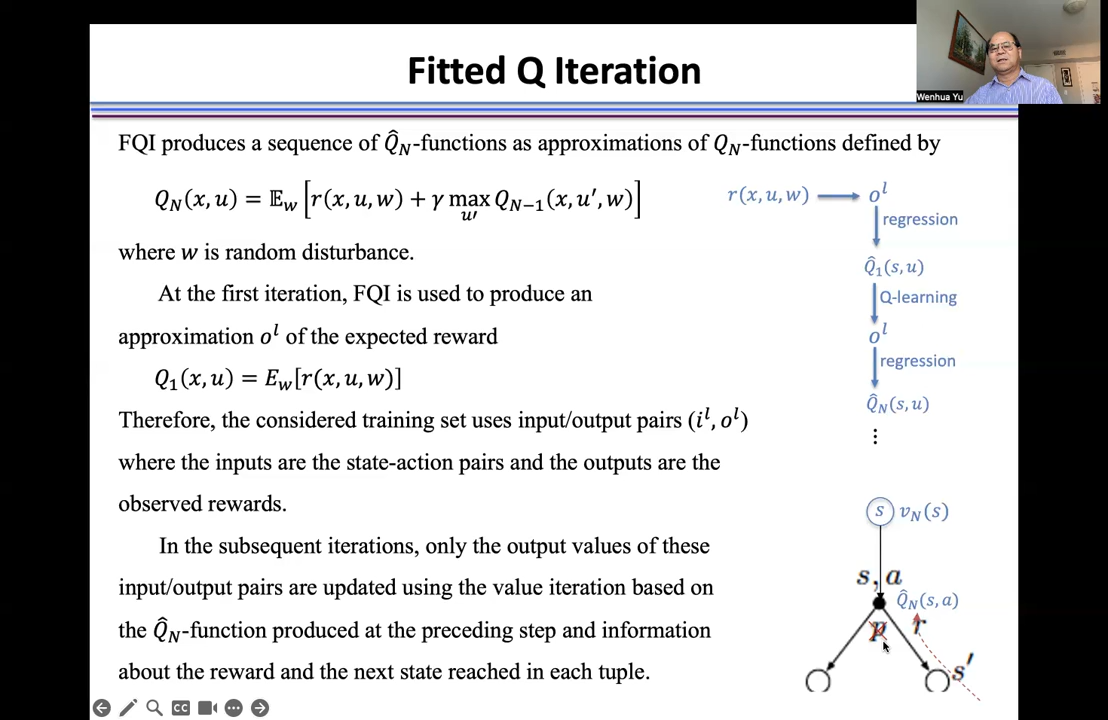 Fitted Q Iteration
Wenhua Yu
FQI produces a sequence of Q̂_N-functions as approximations of Q_N-functions defined by
Q_N(x, u) = 𝔼_w [r(x, u, w) + γ max_{u′} Q_{N−1}(x, u′, w)]
r(x, u, w) → o^l
regression
where w is random disturbance.
Q̂_1(s, u)
At the first iteration, FQI is used to produce an
Q-learning
approximation o^l of the expected reward
o^l
regression
Q_1(x, u) = E_w[r(x, u, w)]
Q̂_N(s, u)
Therefore, the considered training set uses input/output pairs (i^l, o^l)
⋮
where the inputs are the state-action pairs and the outputs are the
observed rewards.
s v_N(s)
In the subsequent iterations, only the output values of these
s, a
input/output pairs are updated using the value iteration based on
Q̂_N(s, a)
the Q̂_N-function produced at the preceding step and information
p r
about the reward and the next state reached in each tuple.
s′
CC